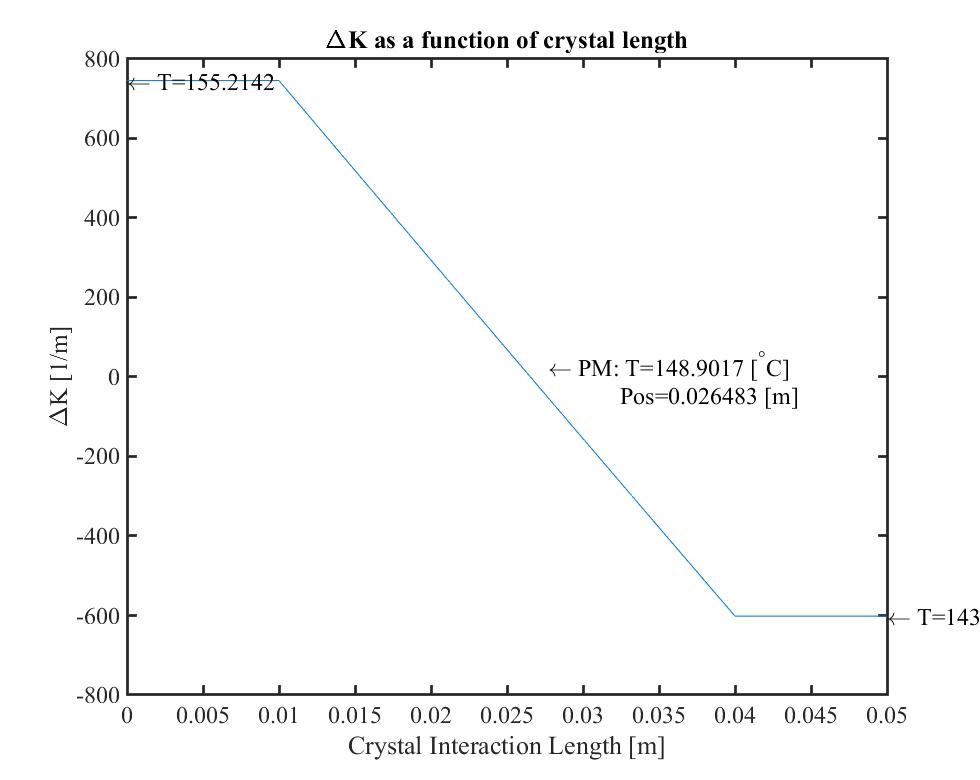 ΔK as a function of crystal length
800
← T=155.2142
600
400
200
0
← PM: T=148.9017 [°C]
Pos=0.026483 [m]
-200
-400
-600
← T=143
-800
ΔK [1/m]
0 0.005 0.01 0.015 0.02 0.025 0.03 0.035 0.04 0.045 0.05
Crystal Interaction Length [m]